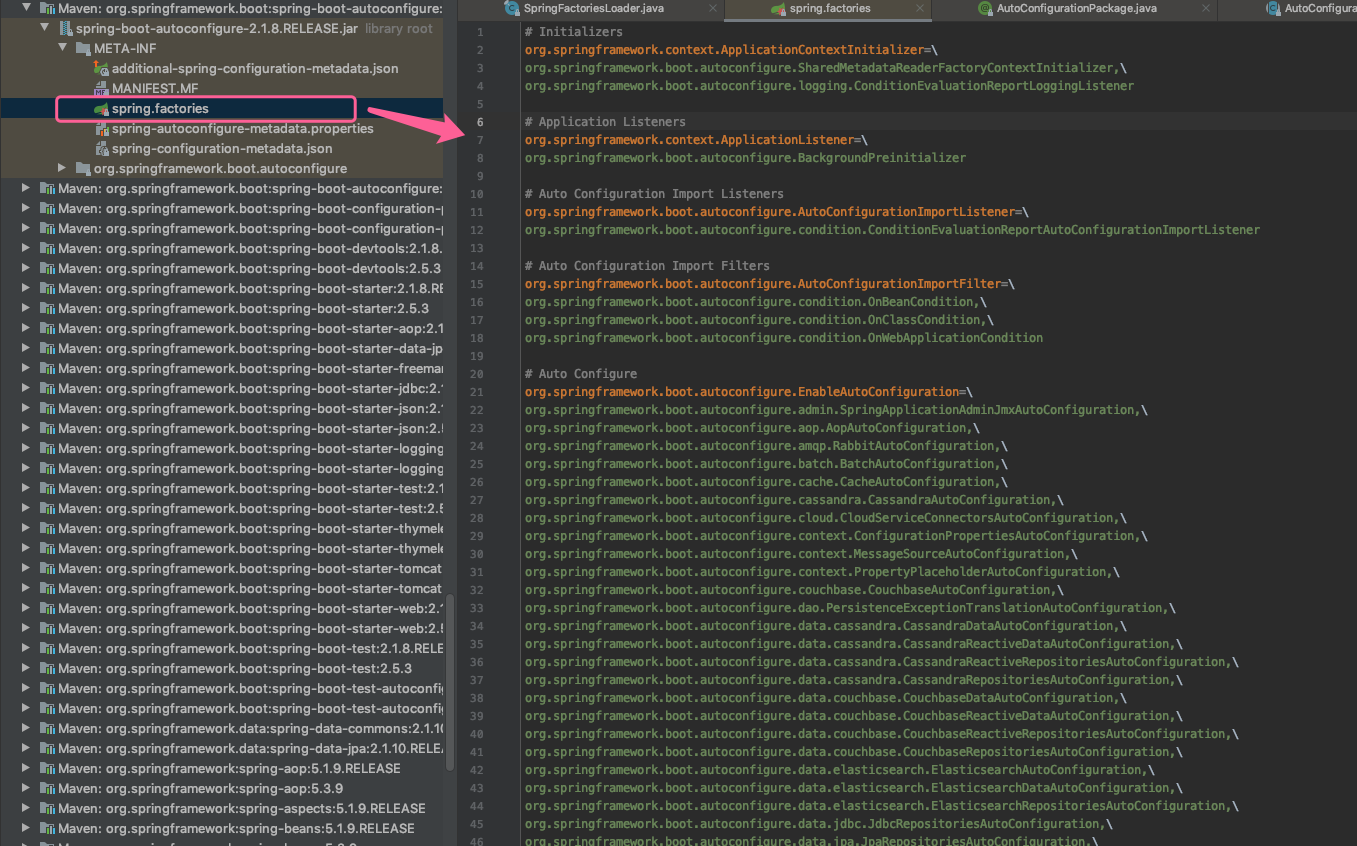 Maven: org.springframework.boot:spring-boot-autoconfigure:
spring-boot-autoconfigure-2.1.8.RELEASE.jar library root
META-INF
additional-spring-configuration-metadata.json
MANIFEST.MF
spring.factories
spring-autoconfigure-metadata.properties
spring-configuration-metadata.json
org.springframework.boot.autoconfigure
Maven: org.springframework.boot:spring-boot-autoconfigure:
Maven: org.springframework.boot:spring-boot-configuration-
Maven: org.springframework.boot:spring-boot-configuration-
Maven: org.springframework.boot:spring-boot-devtools:2.1.8.
Maven: org.springframework.boot:spring-boot-devtools:2.5.3
Maven: org.springframework.boot:spring-boot-starter:2.1.8.RE
Maven: org.springframework.boot:spring-boot-starter:2.5.3
Maven: org.springframework.boot:spring-boot-starter-aop:2.1
Maven: org.springframework.boot:spring-boot-starter-data-jp
Maven: org.springframework.boot:spring-boot-starter-freemar
Maven: org.springframework.boot:spring-boot-starter-jdbc:2.1
Maven: org.springframework.boot:spring-boot-starter-json:2.1
Maven: org.springframework.boot:spring-boot-starter-json:2.5
Maven: org.springframework.boot:spring-boot-starter-logging
Maven: org.springframework.boot:spring-boot-starter-logging
Maven: org.springframework.boot:spring-boot-starter-test:2.1
Maven: org.springframework.boot:spring-boot-starter-test:2.5
Maven: org.springframework.boot:spring-boot-starter-thymele
Maven: org.springframework.boot:spring-boot-starter-thymele
Maven: org.springframework.boot:spring-boot-starter-tomcat
Maven: org.springframework.boot:spring-boot-starter-tomcat
Maven: org.springframework.boot:spring-boot-starter-web:2.1
Maven: org.springframework.boot:spring-boot-starter-web:2.5
Maven: org.springframework.boot:spring-boot-test:2.1.8.RELE
Maven: org.springframework.boot:spring-boot-test:2.5.3
Maven: org.springframework.boot:spring-boot-test-autoconfig
Maven: org.springframework.boot:spring-boot-test-autoconfig
Maven: org.springframework.data:spring-data-commons:2.1.10
Maven: org.springframework.data:spring-data-jpa:2.1.10.RELE
Maven: org.springframework:spring-aop:5.1.9.RELEASE
Maven: org.springframework:spring-aop:5.3.9
Maven: org.springframework:spring-aspects:5.1.9.RELEASE
Maven: org.springframework:spring-beans:5.1.9.RELEASE
SpringFactoriesLoader.java
spring.factories
AutoConfigurationPackage.java
AutoConfigura
1 # Initializers
2 org.springframework.context.ApplicationContextInitializer=\
3 org.springframework.boot.autoconfigure.SharedMetadataReaderFactoryContextInitializer,\
4 org.springframework.boot.autoconfigure.logging.ConditionEvaluationReportLoggingListener
5
6 # Application Listeners
7 org.springframework.context.ApplicationListener=\
8 org.springframework.boot.autoconfigure.BackgroundPreinitializer
9
10 # Auto Configuration Import Listeners
11 org.springframework.boot.autoconfigure.AutoConfigurationImportListener=\
12 org.springframework.boot.autoconfigure.condition.ConditionEvaluationReportAutoConfigurationImportListener
13
14 # Auto Configuration Import Filters
15 org.springframework.boot.autoconfigure.AutoConfigurationImportFilter=\
16 org.springframework.boot.autoconfigure.condition.OnBeanCondition,\
17 org.springframework.boot.autoconfigure.condition.OnClassCondition,\
18 org.springframework.boot.autoconfigure.condition.OnWebApplicationCondition
19
20 # Auto Configure
21 org.springframework.boot.autoconfigure.EnableAutoConfiguration=\
22 org.springframework.boot.autoconfigure.admin.SpringApplicationAdminJmxAutoConfiguration,\
23 org.springframework.boot.autoconfigure.aop.AopAutoConfiguration,\
24 org.springframework.boot.autoconfigure.amqp.RabbitAutoConfiguration,\
25 org.springframework.boot.autoconfigure.batch.BatchAutoConfiguration,\
26 org.springframework.boot.autoconfigure.cache.CacheAutoConfiguration,\
27 org.springframework.boot.autoconfigure.cassandra.CassandraAutoConfiguration,\
28 org.springframework.boot.autoconfigure.cloud.CloudServiceConnectorsAutoConfiguration,\
29 org.springframework.boot.autoconfigure.context.ConfigurationPropertiesAutoConfiguration,\
30 org.springframework.boot.autoconfigure.context.MessageSourceAutoConfiguration,\
31 org.springframework.boot.autoconfigure.context.PropertyPlaceholderAutoConfiguration,\
32 org.springframework.boot.autoconfigure.couchbase.CouchbaseAutoConfiguration,\
33 org.springframework.boot.autoconfigure.dao.PersistenceExceptionTranslationAutoConfiguration,\
34 org.springframework.boot.autoconfigure.data.cassandra.CassandraDataAutoConfiguration,\
35 org.springframework.boot.autoconfigure.data.cassandra.CassandraReactiveDataAutoConfiguration,\
36 org.springframework.boot.autoconfigure.data.cassandra.CassandraReactiveRepositoriesAutoConfiguration,\
37 org.springframework.boot.autoconfigure.data.cassandra.CassandraRepositoriesAutoConfiguration,\
38 org.springframework.boot.autoconfigure.data.couchbase.CouchbaseDataAutoConfiguration,\
39 org.springframework.boot.autoconfigure.data.couchbase.CouchbaseReactiveDataAutoConfiguration,\
40 org.springframework.boot.autoconfigure.data.couchbase.CouchbaseReactiveRepositoriesAutoConfiguration,\
41 org.springframework.boot.autoconfigure.data.couchbase.CouchbaseRepositoriesAutoConfiguration,\
42 org.springframework.boot.autoconfigure.data.elasticsearch.ElasticsearchAutoConfiguration,\
43 org.springframework.boot.autoconfigure.data.elasticsearch.ElasticsearchDataAutoConfiguration,\
44 org.springframework.boot.autoconfigure.data.elasticsearch.ElasticsearchRepositoriesAutoConfiguration,\
45 org.springframework.boot.autoconfigure.data.jdbc.JdbcRepositoriesAutoConfiguration,\
46 org.springframework.boot.autoconfigure.data.jpa.JpaRepositoriesAutoConfiguration,\